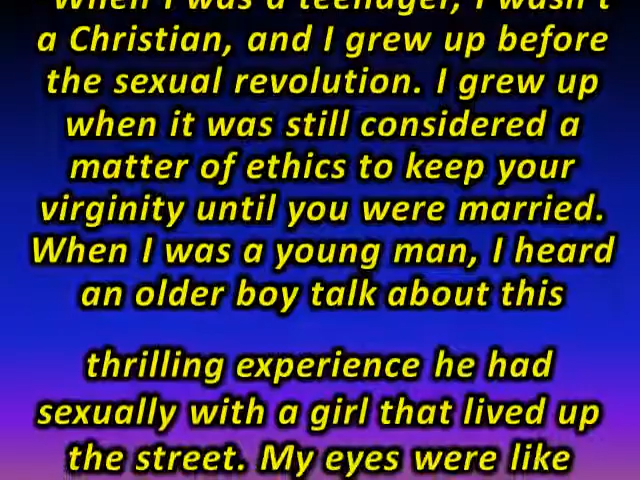 "When I was a teenager, I wasn't
a Christian, and I grew up before
the sexual revolution. I grew up
when it was still considered a
matter of ethics to keep your
virginity until you were married.
When I was a young man, I heard
an older boy talk about this
thrilling experience he had
sexually with a girl that lived up
the street. My eyes were like